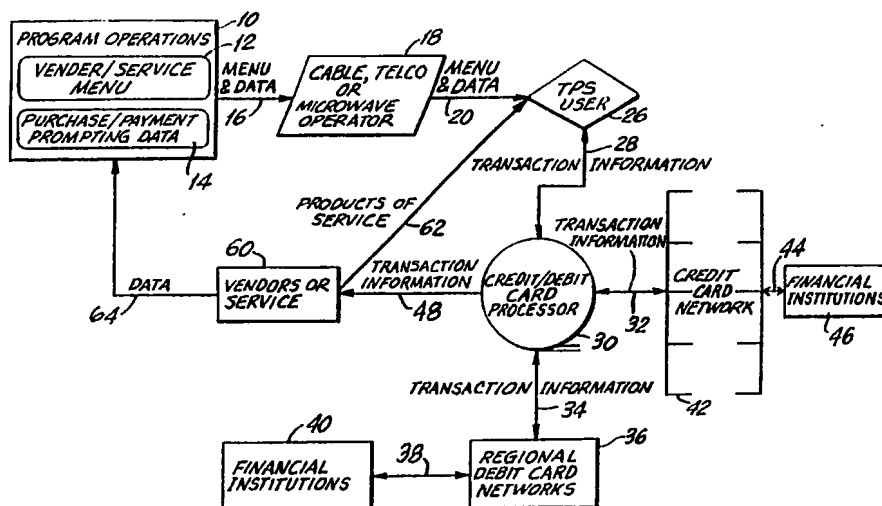 10
PROGRAM OPERATIONS
12
VENDER/SERVICE
MENU
PURCHASE/PAYMENT
PROMPTING DATA
14
MENU
& DATA
16
18
CABLE, TELCO
OR
MICROWAVE
OPERATOR
MENU
& DATA
20
TPS
USER
26
28
TRANSACTION INFORMATION
PRODUCTS OF
SERVICE
62
TRANSACTION
INFORMATION
32
60
VENDORS OR
SERVICE
DATA
64
TRANSACTION
INFORMATION
48
CREDIT/DEBIT
CARD
PROCESSOR
30
CREDIT
CARD
NETWORK
42
44
FINANCIAL
INSTITUTIONS
46
TRANSACTION INFORMATION
34
40
FINANCIAL
INSTITUTIONS
38
36
REGIONAL
DEBIT CARD
NETWORKS